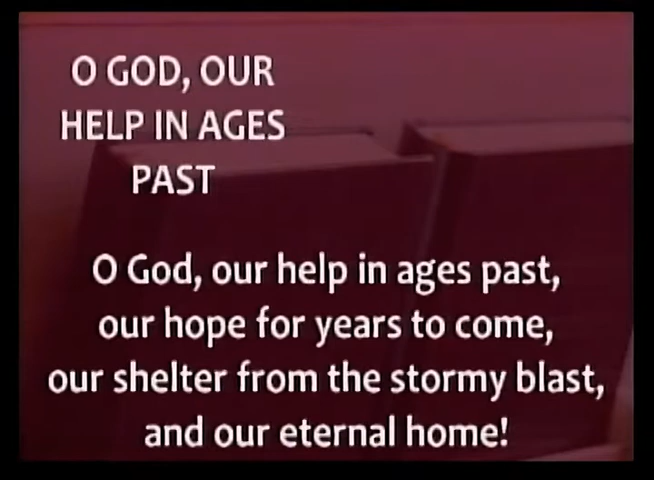 O GOD, OUR
HELP IN AGES
PAST
O God, our help in ages past,
our hope for years to come,
our shelter from the stormy blast,
and our eternal home!